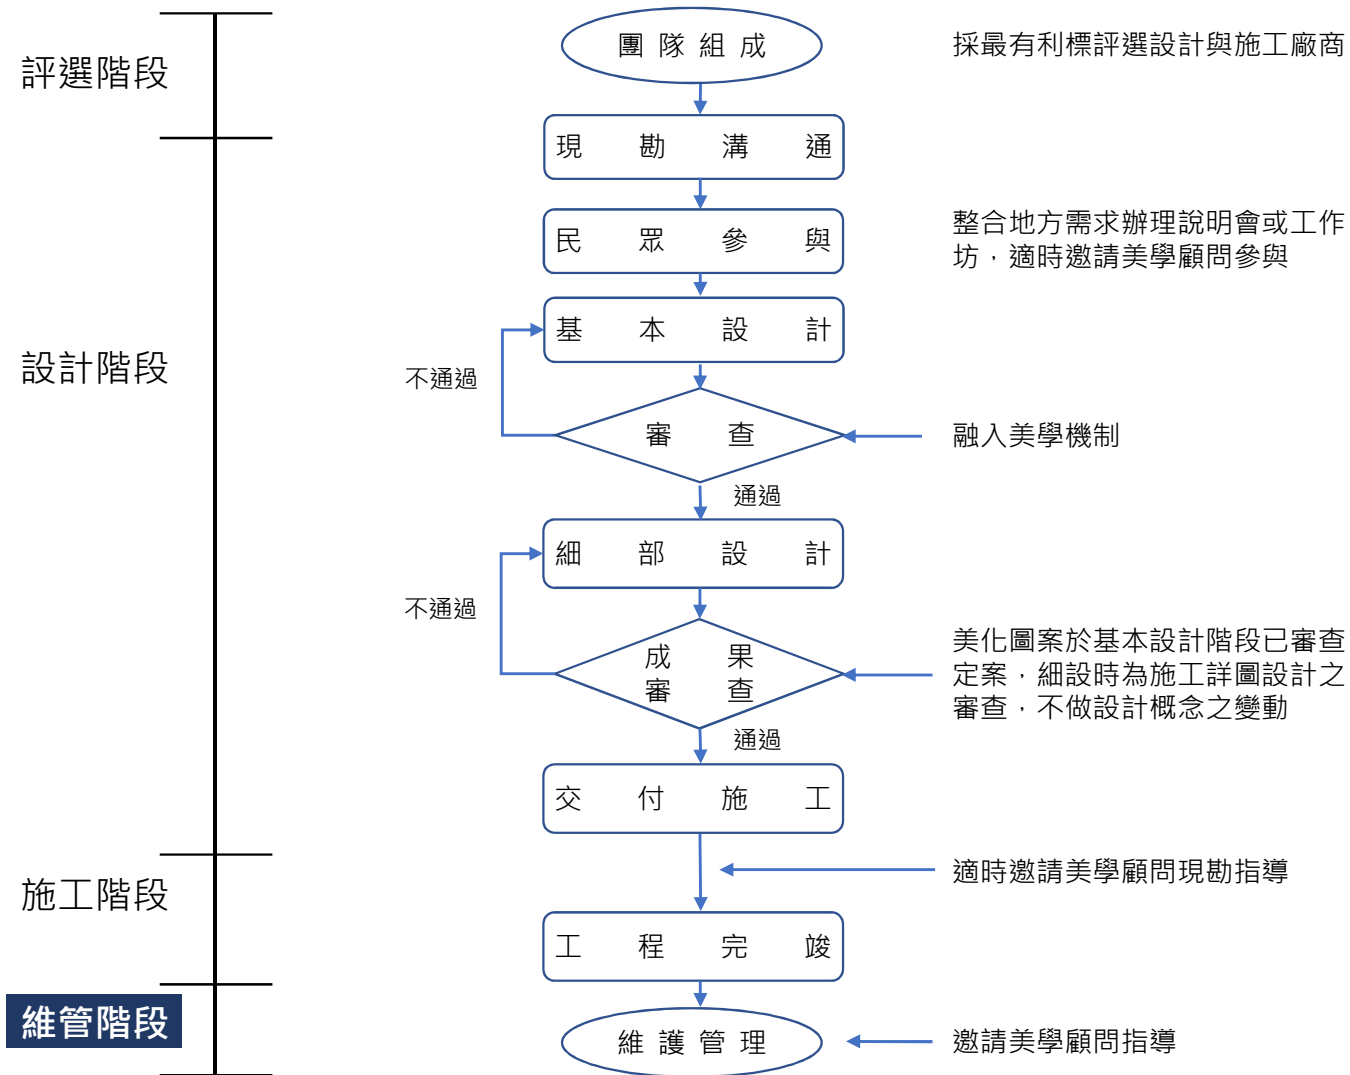 評選階段
團隊組成
採最有利標評選設計與施工廠商
現勘溝通
設計階段
民眾參與
整合地方需求辦理說明會或工作
坊，適時邀請美學顧問參與
基本設計
不通過
審查
融入美學機制
通過
細部設計
不通過
成果
審查
美化圖案於基本設計階段已審查
定案，細設時為施工詳圖設計之
審查，不做設計概念之變動
通過
交付施工
施工階段
適時邀請美學顧問現勘指導
工程完竣
維管階段
維護管理
邀請美學顧問指導